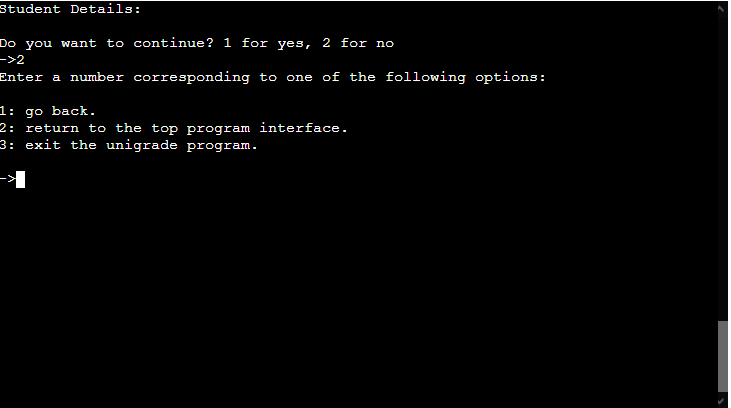 Student Details:
Do you want to continue? 1 for yes, 2 for no
->2
Enter a number corresponding to one of the following options:
1: go back.
2: return to the top program interface.
3: exit the unigrade program.
->